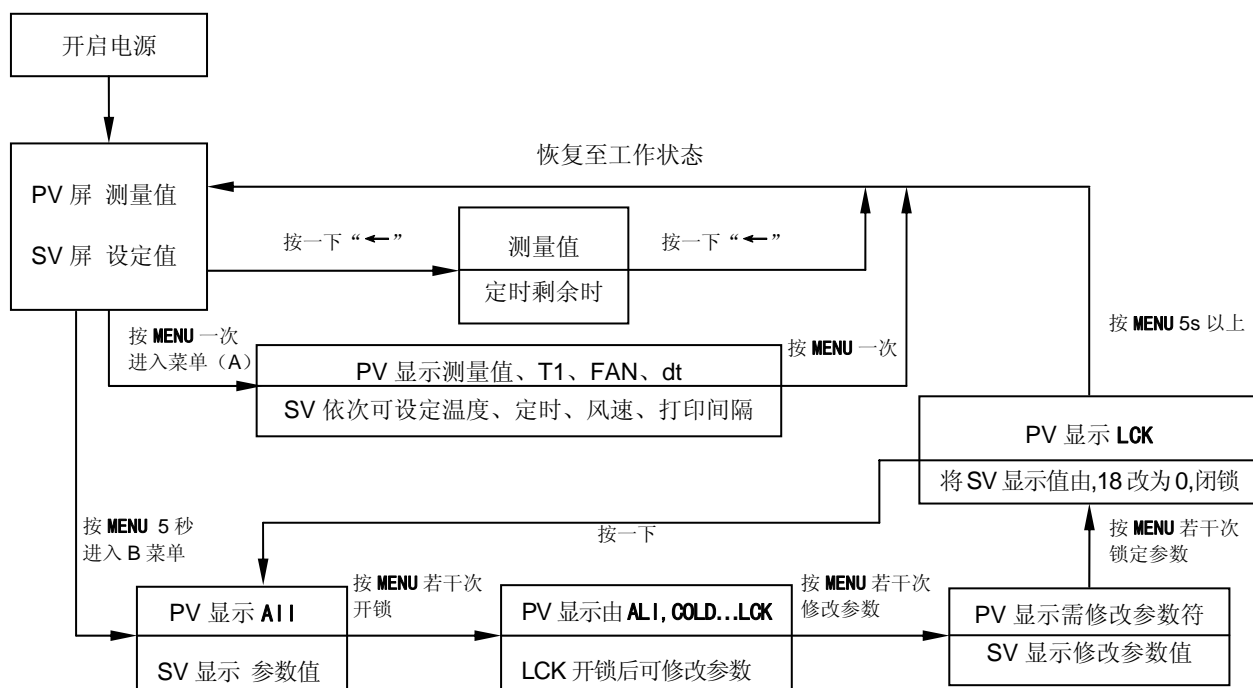 开启电源
恢复至工作状态
PV 屏 测量值
SV 屏 设定值
按一下“←”
测量值
定时剩余时
按一下“←”
按 MENU 一次
进入菜单（A）
PV 显示测量值、T1、FAN、dt
SV 依次可设定温度、定时、风速、打印间隔
按 MENU 一次
按 MENU 5s 以上
PV 显示 LCK
将 SV 显示值由,18 改为 0,闭锁
按一下
按 MENU 5 秒
进入 B 菜单
按 MENU 若干次
锁定参数
PV 显示 All
SV 显示 参数值
按 MENU 若干次
开锁
PV 显示由 ALI,COLD...LCK
LCK 开锁后可修改参数
按 MENU 若干次
修改参数
PV 显示需修改参数符
SV 显示修改参数值